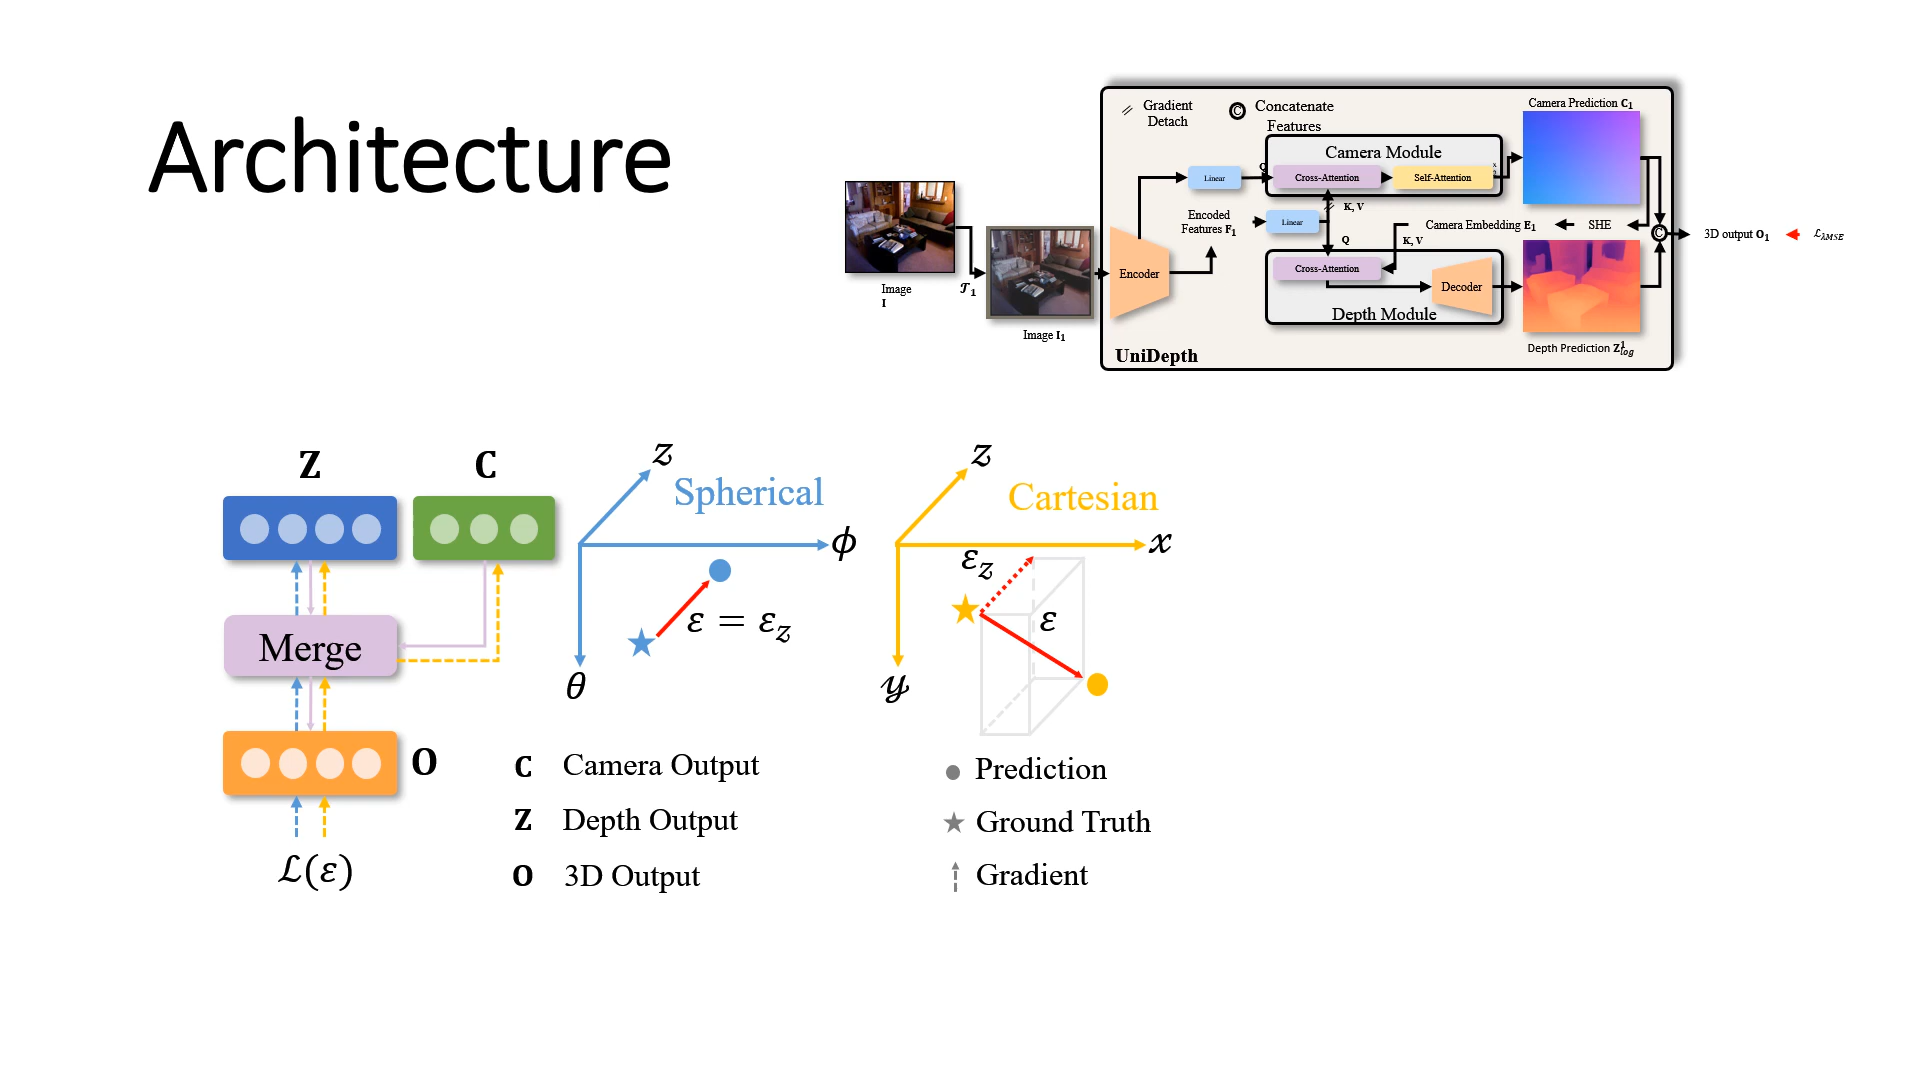 Architecture
Gradient
Detach
Concatenate
Features
Camera Prediction C₁
Camera Module
Linear
Q
Cross-Attention
Self-Attention
K, V
Encoded
Features F₁
Linear
Camera Embedding E₁
SHE
C
3D output O₁
ℒλMSE
Q
K, V
Encoder
Cross-Attention
Decoder
Depth Module
Image
I
𝒯₁
Image I₁
UniDepth
Depth Prediction Z¹log
Z
C
Merge
O
ℒ(ε)
z
Spherical
ϕ
ε = εz
θ
z
Cartesian
x
εz
ε
y
C Camera Output
Z Depth Output
O 3D Output
Prediction
Ground Truth
Gradient